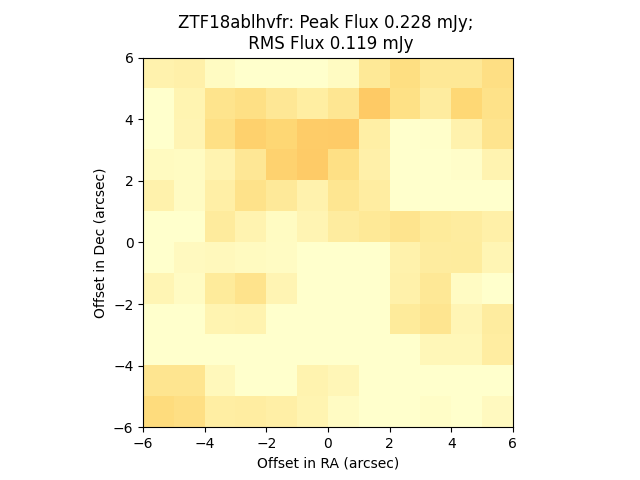 ZTF18ablhvfr: Peak Flux 0.228 mJy;
RMS Flux 0.119 mJy
6
4
2
0
−2
−4
−6
Offset in Dec (arcsec)
−6 −4 −2 0 2 4 6
Offset in RA (arcsec)